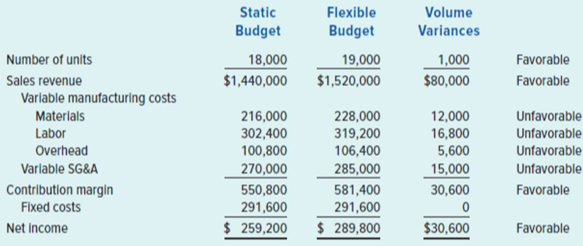 Static Flexible Volume
Budget Budget Variances
Number of units 18,000 19,000 1,000 Favorable
Sales revenue $1,440,000 $1,520,000 $80,000 Favorable
Variable manufacturing costs
Materials 216,000 228,000 12,000 Unfavorable
Labor 302,400 319,200 16,800 Unfavorable
Overhead 100,800 106,400 5,600 Unfavorable
Variable SG&A 270,000 285,000 15,000 Unfavorable
Contribution margin 550,800 581,400 30,600 Favorable
Fixed costs 291,600 291,600 0
Net income $ 259,200 $ 289,800 $30,600 Favorable